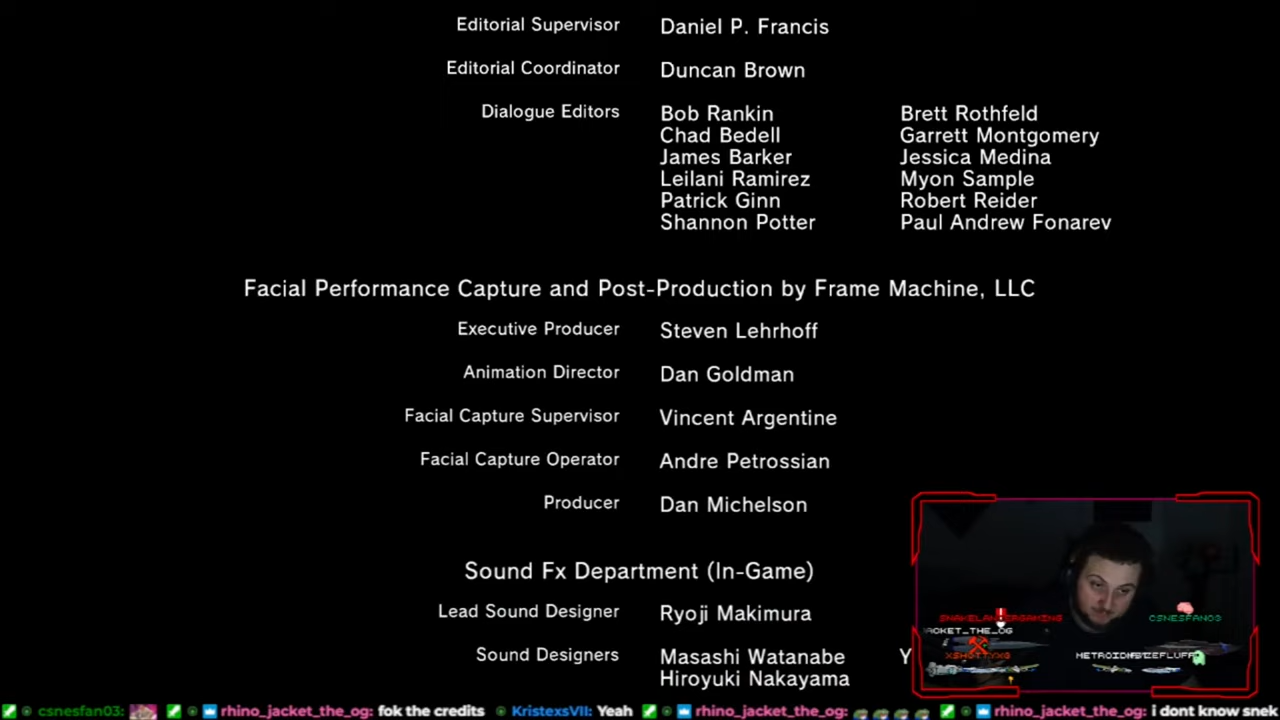 Editorial Supervisor Daniel P. Francis
Editorial Coordinator Duncan Brown
Dialogue Editors Bob Rankin Brett Rothfeld
Chad Bedell Garrett Montgomery
James Barker Jessica Medina
Leilani Ramirez Myon Sample
Patrick Ginn Robert Reider
Shannon Potter Paul Andrew Fonarev
Facial Performance Capture and Post-Production by Frame Machine, LLC
Executive Producer Steven Lehrhoff
Animation Director Dan Goldman
Facial Capture Supervisor Vincent Argentine
Facial Capture Operator Andre Petrossian
Producer Dan Michelson
Sound Fx Department (In-Game)
Lead Sound Designer Ryoji Makimura
SNAKELANDERGAMING CSNESFAN03
JACKET_THE_OG
Sound Designers Masashi Watanabe Y
Hiroyuki Nakayama
csnesfan03: rhino_jacket_the_og: fok the credits KristexsVII: Yeah rhino_jacket_the_og: rhino_jacket_the_og: i dont know snek